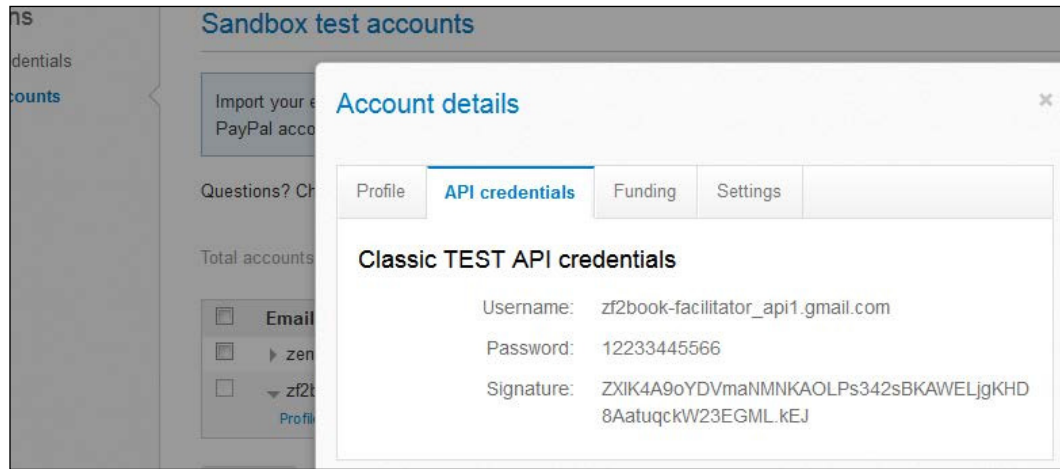 ns
Sandbox test accounts
dentials
counts
Import your e
PayPal acco
Account details
Questions? Ch
Profile
API credentials
Funding
Settings
Total accounts
Classic TEST API credentials
Username: zf2book-facilitator_api1.gmail.com
Email
Password: 12233445566
zen
Signature: ZXIK4A9oYDVmaNMNKAOLPs342sBKAWELjgKHD
8AatuqckW23EGML.kEJ
zf2b
Profil